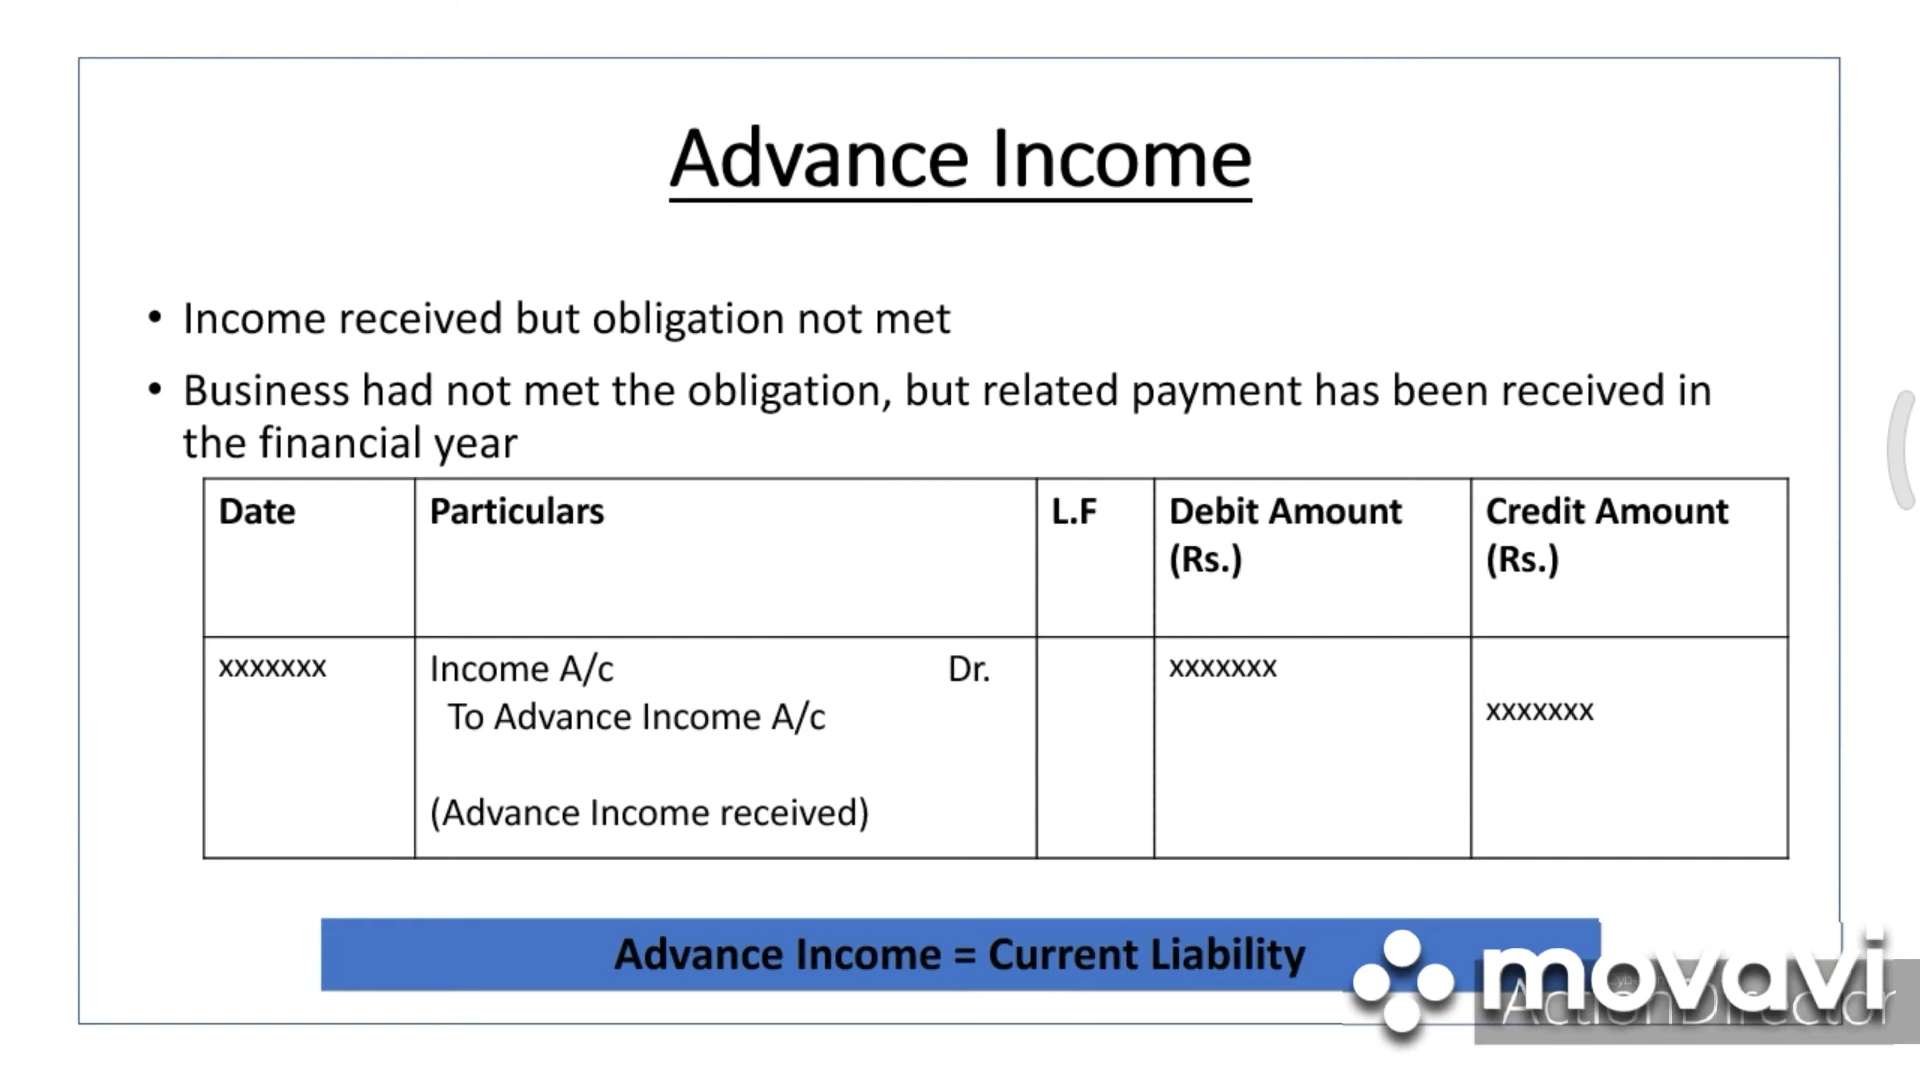 Advance Income
• Income received but obligation not met
• Business had not met the obligation, but related payment has been received in
the financial year
Date Particulars L.F Debit Amount (Rs.) Credit Amount (Rs.)
xxxxxxx Income A/c Dr. xxxxxxx
To Advance Income A/c xxxxxxx
(Advance Income received)
Advance Income = Current Liability
movavi
ActionDirector